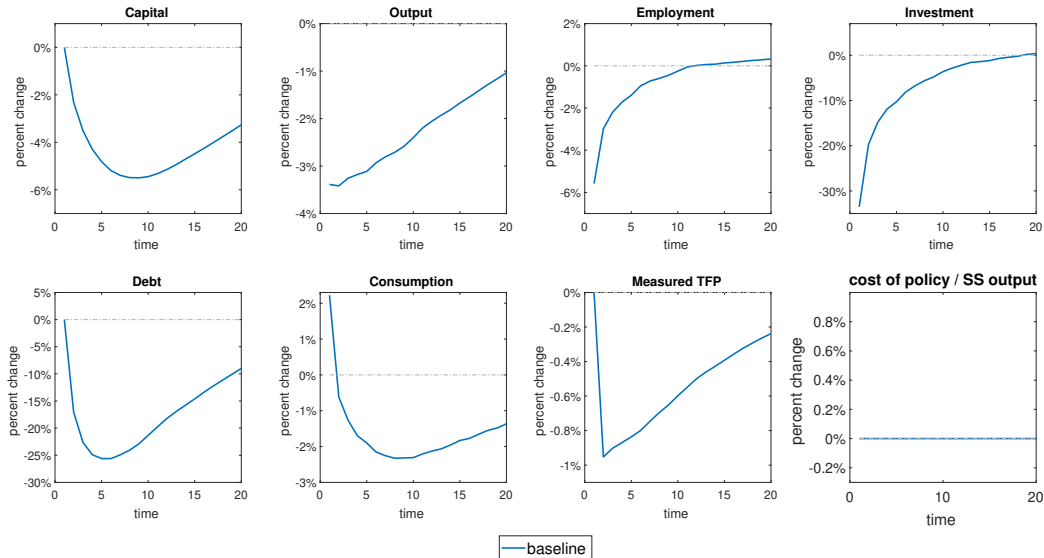 Capital
percent change
0%
-2%
-4%
-6%
0 5 10 15 20
time
Output
percent change
0%
-1%
-2%
-3%
-4%
0 5 10 15 20
time
Employment
percent change
2%
0%
-2%
-4%
-6%
0 5 10 15 20
time
Investment
percent change
0%
-10%
-20%
-30%
0 5 10 15 20
time
Debt
percent change
5%
0%
-5%
-10%
-15%
-20%
-25%
-30%
0 5 10 15 20
time
Consumption
percent change
2%
1%
0%
-1%
-2%
-3%
0 5 10 15 20
time
Measured TFP
percent change
0%
-0.2%
-0.4%
-0.6%
-0.8%
-1%
0 5 10 15 20
time
cost of policy / SS output
percent change
0.8%
0.6%
0.4%
0.2%
0%
-0.2%
0 5 10 15 20
time
baseline